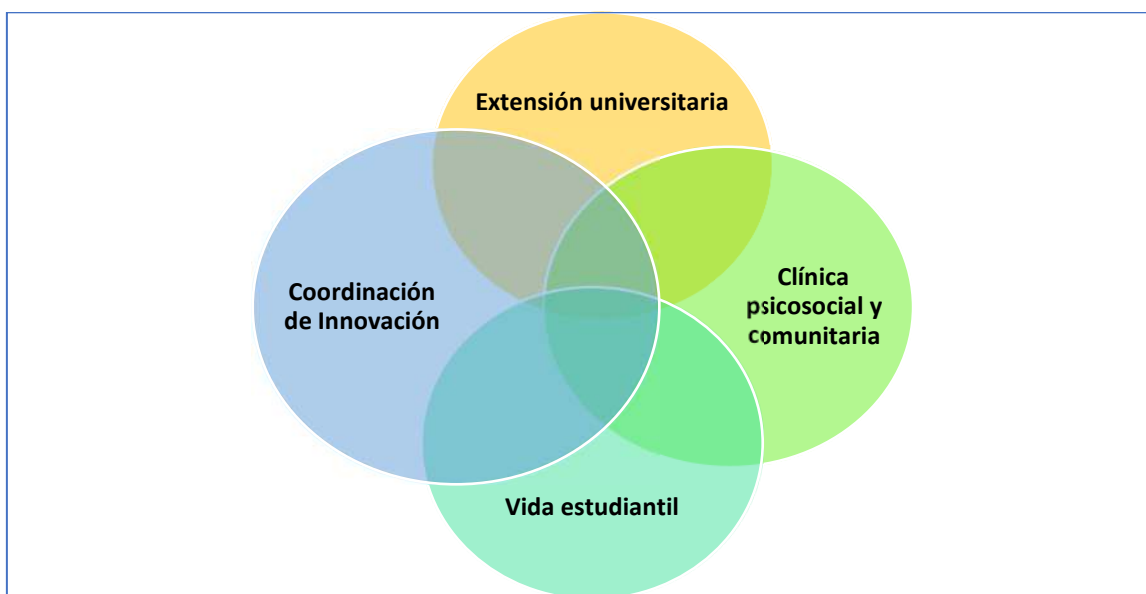 Extensión universitaria
Coordinación
de Innovación
Clínica
psicosocial y
comunitaria
Vida estudiantil